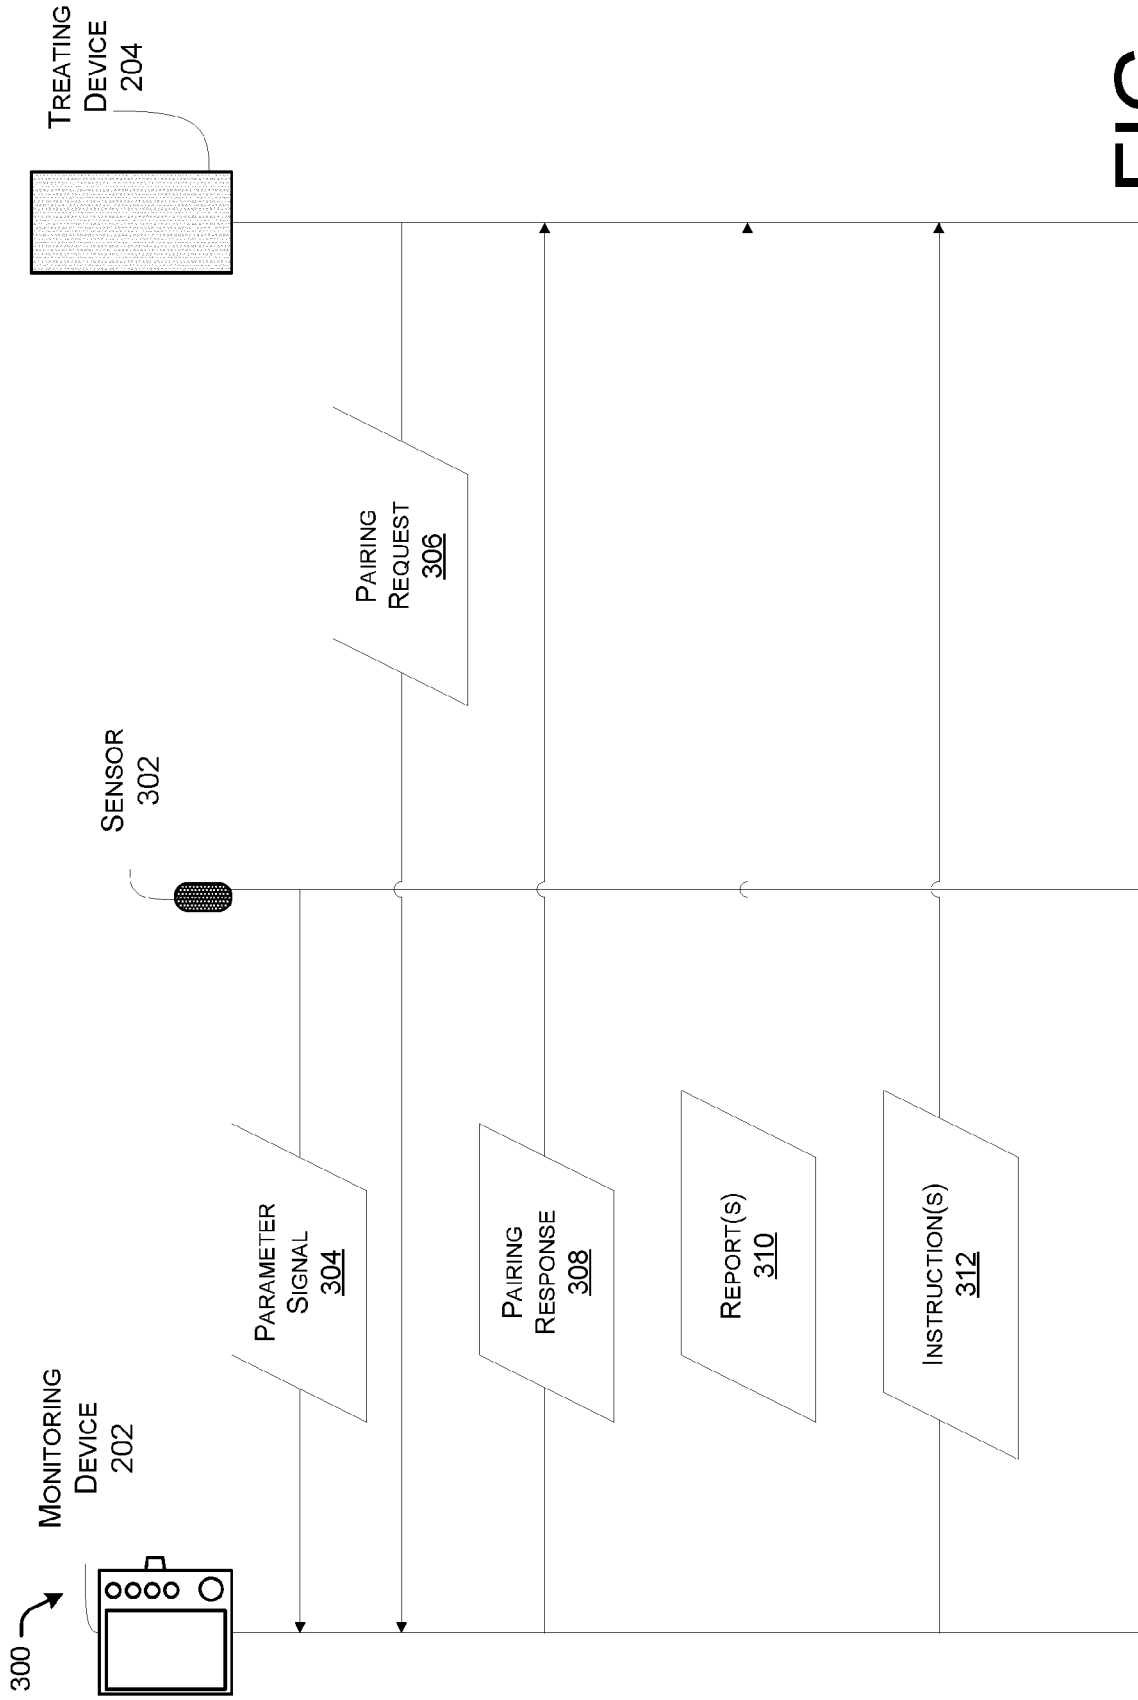 300
MONITORING
DEVICE
202
SENSOR
302
TREATING
DEVICE
204
PARAMETER
SIGNAL
304
PAIRING
REQUEST
306
PAIRING
RESPONSE
308
REPORT(S)
310
INSTRUCTION(S)
312